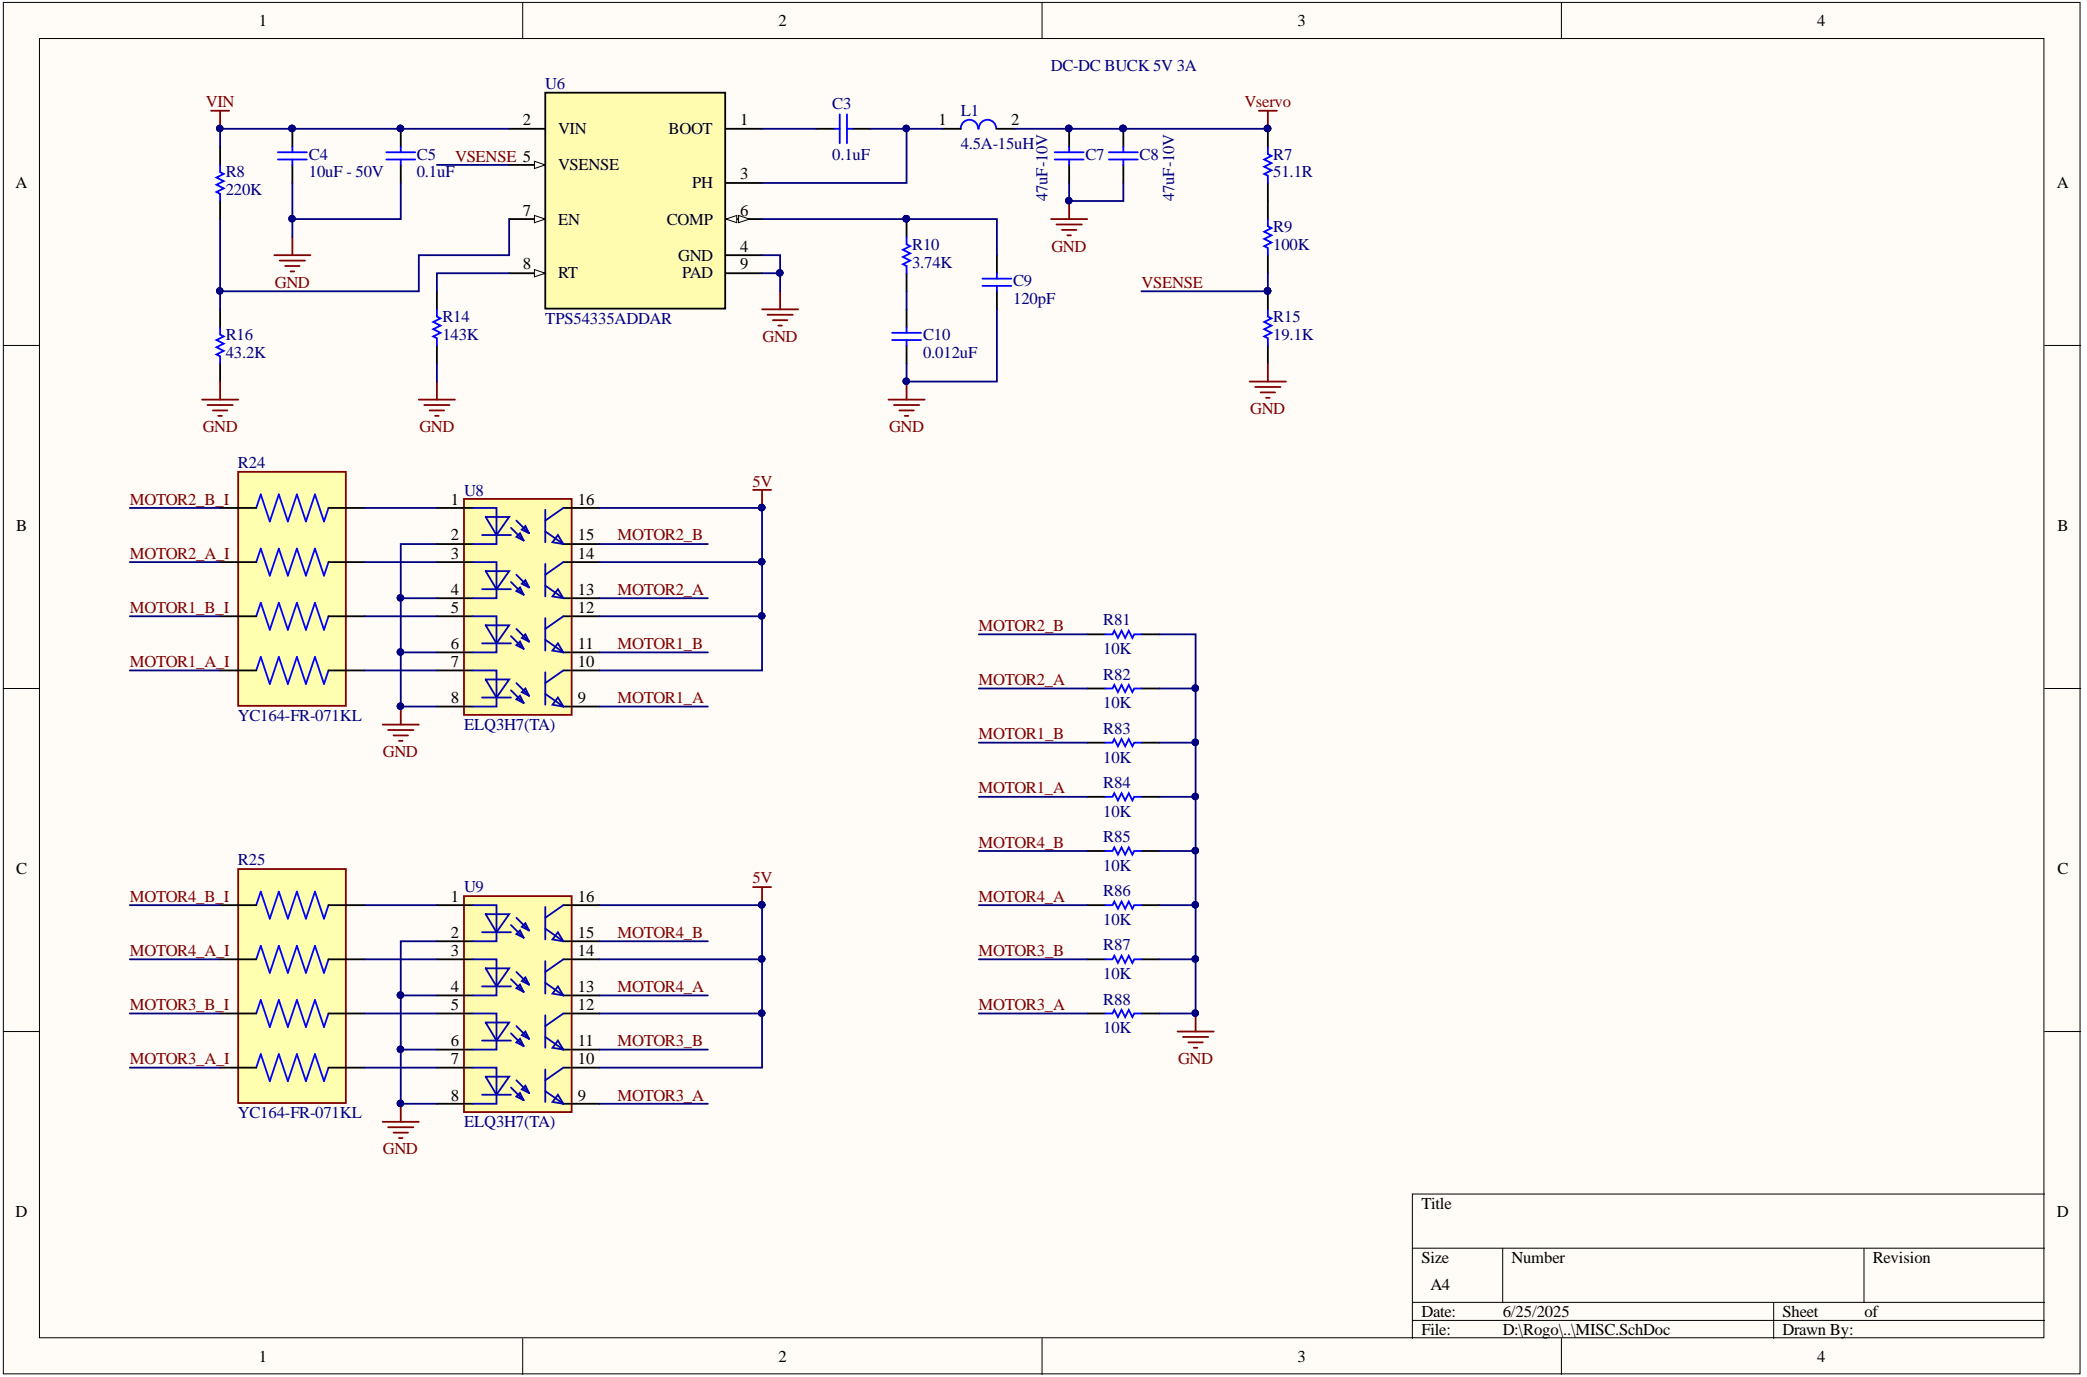 1 2 3 4
A A
B B
C C
D D
1 2 3 4
DC-DC BUCK 5V 3A
VIN
R8
220K
C4
10uF - 50V
C5
0.1uF
GND
R16
43.2K
GND
VSENSE
R14
143K
GND
U6
2 VIN
5 VSENSE
7 EN
8 RT
BOOT 1
PH 3
COMP 6
GND 4
PAD 9
TPS54335ADDAR
GND
C3
0.1uF
1 L1 2
4.5A-15uH
R10
3.74K
C10
0.012uF
C9
120pF
GND
47uF-10V
C7
C8
47uF-10V
GND
Vservo
R7
51.1R
R9
100K
VSENSE
R15
19.1K
GND
R24
MOTOR2_B_I
MOTOR2_A_I
MOTOR1_B_I
MOTOR1_A_I
YC164-FR-071KL
U8
1 16
2 15
3 14
4 13
5 12
6 11
7 10
8 9
ELQ3H7(TA)
GND
5V
MOTOR2_B
MOTOR2_A
MOTOR1_B
MOTOR1_A
R25
MOTOR4_B_I
MOTOR4_A_I
MOTOR3_B_I
MOTOR3_A_I
YC164-FR-071KL
U9
1 16
2 15
3 14
4 13
5 12
6 11
7 10
8 9
ELQ3H7(TA)
GND
5V
MOTOR4_B
MOTOR4_A
MOTOR3_B
MOTOR3_A
MOTOR2_B R81
10K
MOTOR2_A R82
10K
MOTOR1_B R83
10K
MOTOR1_A R84
10K
MOTOR4_B R85
10K
MOTOR4_A R86
10K
MOTOR3_B R87
10K
MOTOR3_A R88
10K
GND
Title
Size Number Revision
A4
Date: 6/25/2025 Sheet of
File: D:\Rogo\..\MISC.SchDoc Drawn By: